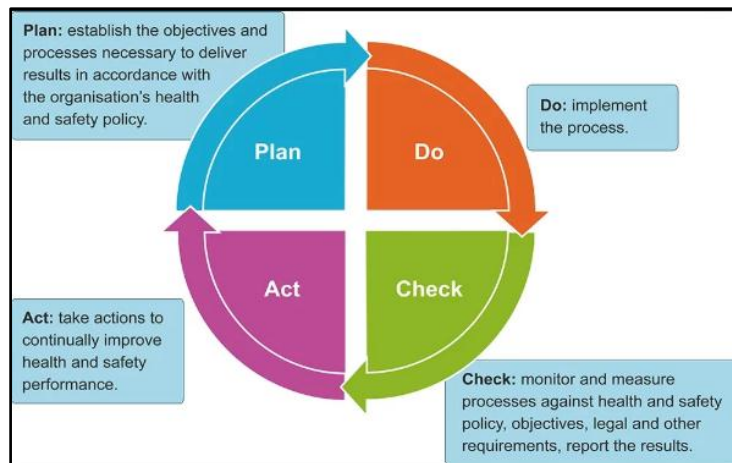 Plan: establish the objectives and
processes necessary to deliver
results in accordance with
the organisation's health
and safety policy.
Plan
Do
Do: implement
the process.
Act
Check
Act: take actions to
continually improve
health and safety
performance.
Check: monitor and measure
processes against health and safety
policy, objectives, legal and other
requirements, report the results.